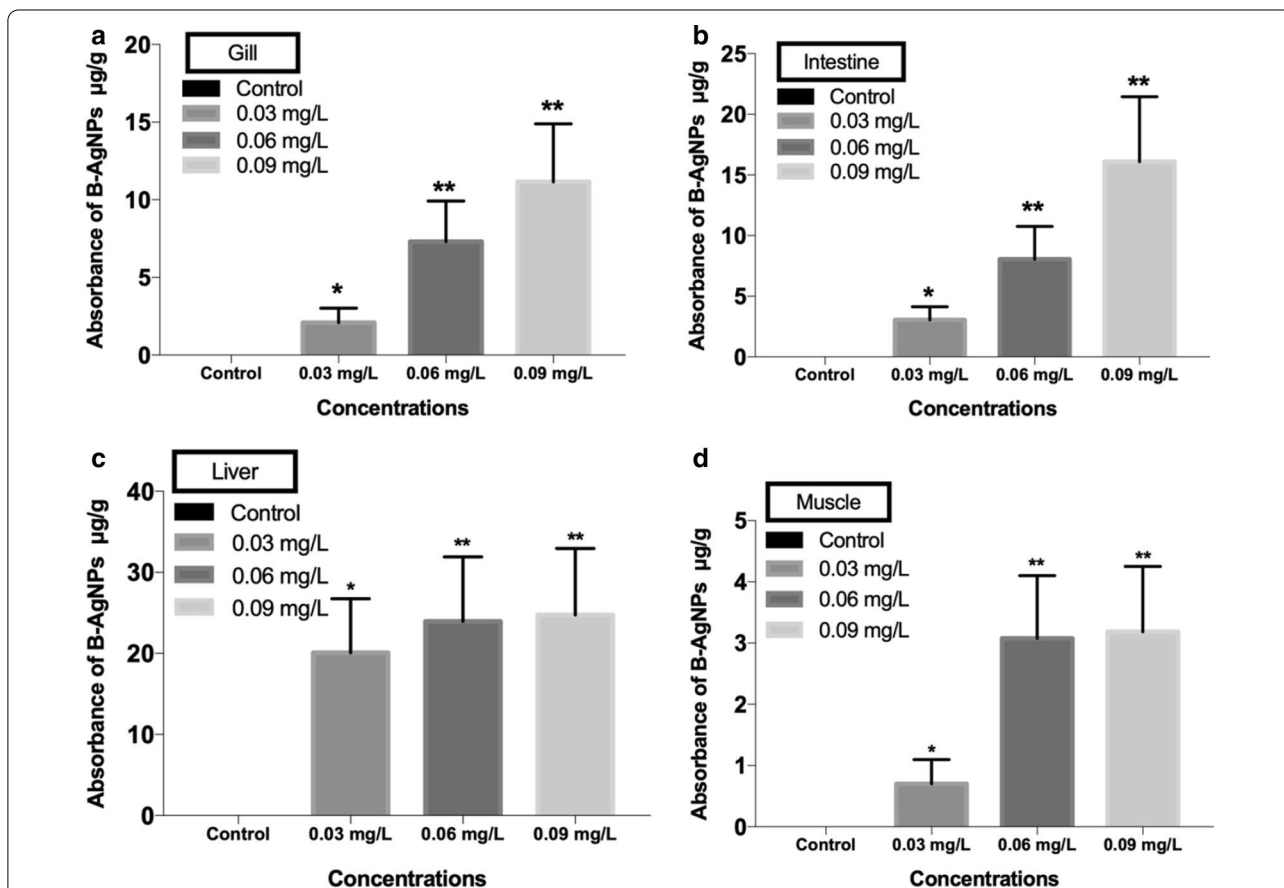 a
Gill
Control
0.03 mg/L
0.06 mg/L
0.09 mg/L
Absorbance of B-AgNPs µg/g
20
15
10
5
0
*
**
**
Control
0.03 mg/L
0.06 mg/L
0.09 mg/L
Concentrations
b
Intestine
Control
0.03 mg/L
0.06 mg/L
0.09 mg/L
Absorbance of B-AgNPs µg/g
25
20
15
10
5
0
*
**
**
Control
0.03 mg/L
0.06 mg/L
0.09 mg/L
Concentrations
c
Liver
Control
0.03 mg/L
0.06 mg/L
0.09 mg/L
Absorbance of B-AgNPs µg/g
40
30
20
10
0
*
**
**
Control
0.03 mg/L
0.06 mg/L
0.09 mg/L
Concentrations
d
Muscle
Control
0.03 mg/L
0.06 mg/L
0.09 mg/L
Absorbance of B-AgNPs µg/g
5
4
3
2
1
0
*
**
**
Control
0.03 mg/L
0.06 mg/L
0.09 mg/L
Concentrations